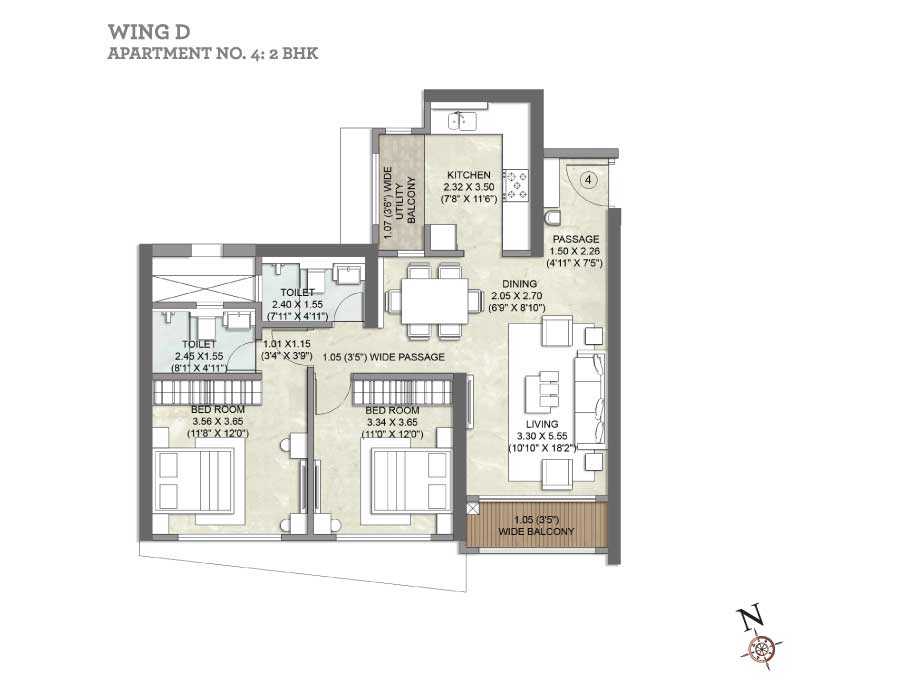 WING D
APARTMENT NO. 4: 2 BHK
KITCHEN
2.32 X 3.50
(7'8" X 11'6")
1.07 (3'6") WIDE
UTILITY
BALCONY
4
PASSAGE
1.50 X 2.26
(4'11" X 7'5")
DINING
2.05 X 2.70
(6'9" X 8'10")
TOILET
2.40 X 1.55
(7'11" X 4'11")
TOILET
2.45 X1.55
(8'1" X 4'11")
1.01 X1.15
(3'4" X 3'9")
1.05 (3'5") WIDE PASSAGE
BED ROOM
3.56 X 3.65
(11'8" X 12'0")
BED ROOM
3.34 X 3.65
(11'0" X 12'0")
LIVING
3.30 X 5.55
(10'10" X 18'2")
1.05 (3'5")
WIDE BALCONY
N